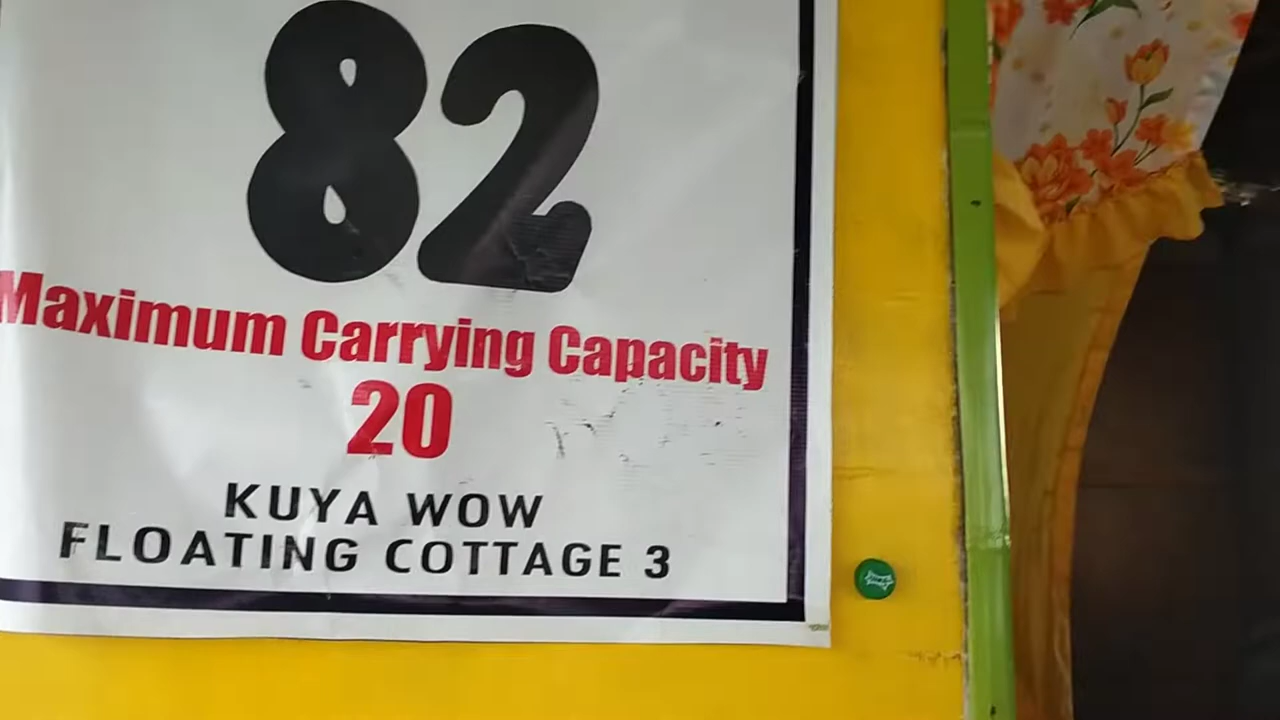 82
Maximum Carrying Capacity
20
KUYA WOW
FLOATING COTTAGE 3